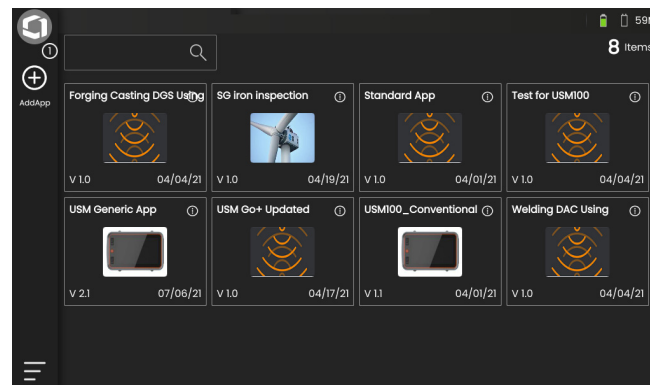 59
1
8 Items
AddApp
Forging Casting DGS Using
SG iron inspection
Standard App
Test for USM100
V 1.0 04/04/21
V 1.0 04/19/21
V 1.0 04/01/21
V 1.0 04/04/21
USM Generic App
USM Go+ Updated
USM100_Conventional
Welding DAC Using
V 2.1 07/06/21
V 1.0 04/17/21
V 1.1 04/01/21
V 1.0 04/04/21